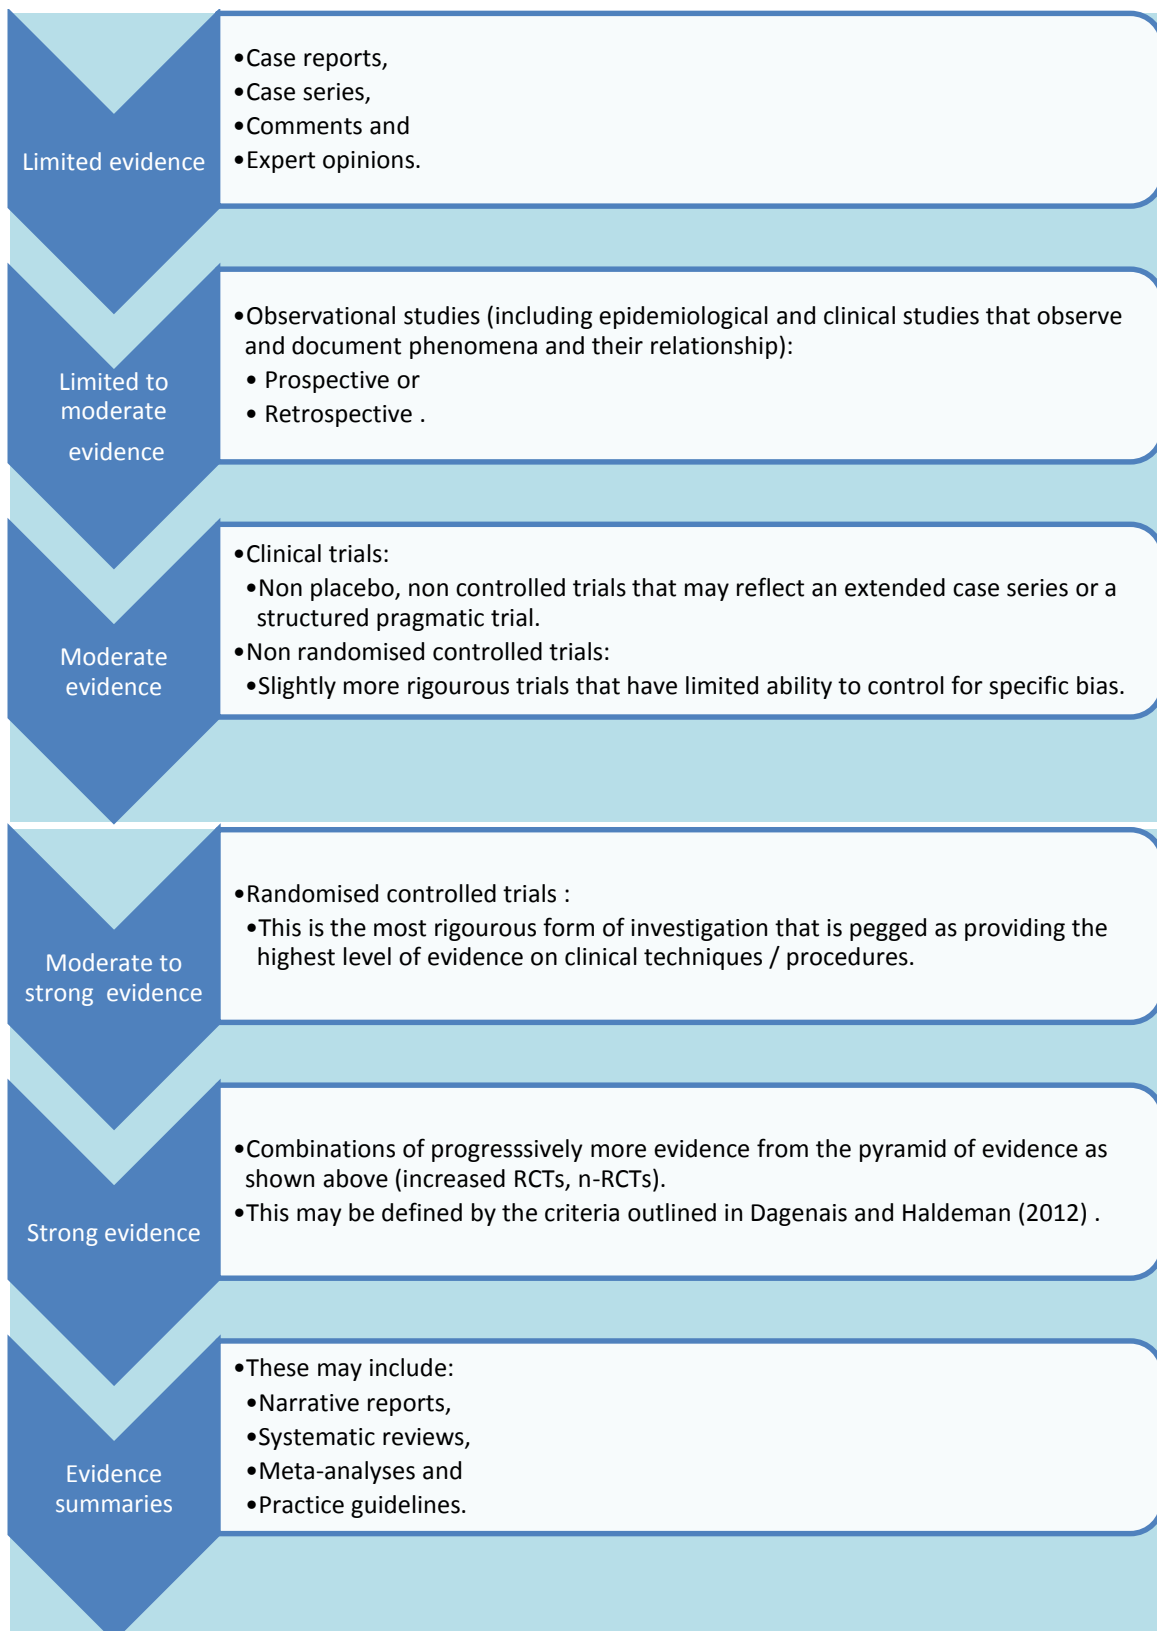 Limited evidence
•Case reports,
•Case series,
•Comments and
•Expert opinions.
Limited to
moderate
evidence
•Observational studies (including epidemiological and clinical studies that observe
and document phenomena and their relationship):
• Prospective or
• Retrospective .
Moderate
evidence
•Clinical trials:
•Non placebo, non controlled trials that may reflect an extended case series or a
structured pragmatic trial.
•Non randomised controlled trials:
•Slightly more rigourous trials that have limited ability to control for specific bias.
Moderate to
strong evidence
•Randomised controlled trials :
•This is the most rigourous form of investigation that is pegged as providing the
highest level of evidence on clinical techniques / procedures.
Strong evidence
•Combinations of progresssively more evidence from the pyramid of evidence as
shown above (increased RCTs, n-RCTs).
•This may be defined by the criteria outlined in Dagenais and Haldeman (2012) .
Evidence
summaries
•These may include:
•Narrative reports,
•Systematic reviews,
•Meta-analyses and
•Practice guidelines.